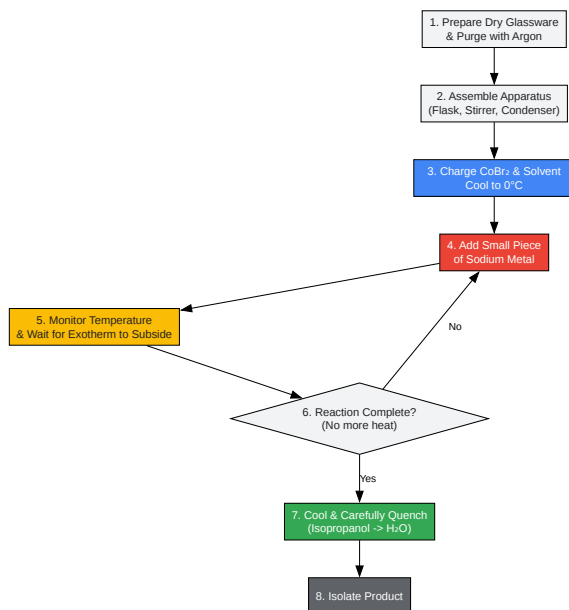 1. Prepare Dry Glassware
& Purge with Argon
2. Assemble Apparatus
(Flask, Stirrer, Condenser)
3. Charge CoBr₂ & Solvent
Cool to 0°C
4. Add Small Piece
of Sodium Metal
5. Monitor Temperature
& Wait for Exotherm to Subside
No
6. Reaction Complete?
(No more heat)
Yes
7. Cool & Carefully Quench
(Isopropanol -> H₂O)
8. Isolate Product